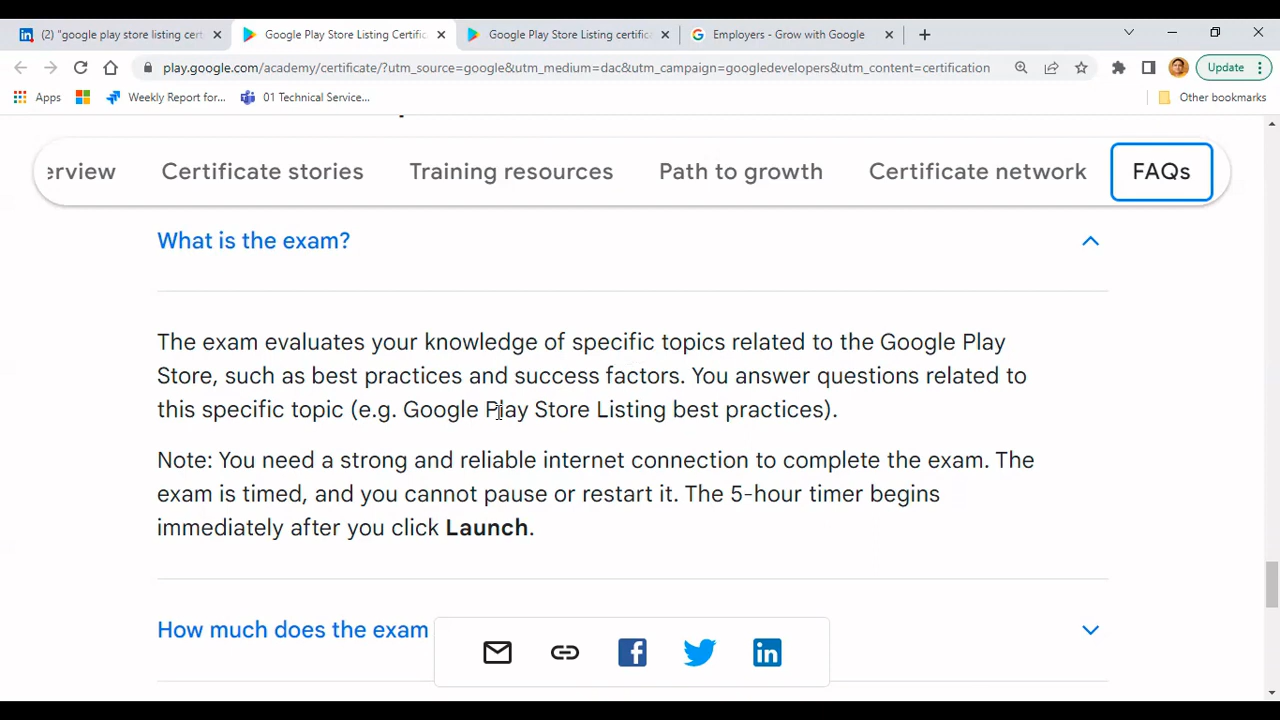 (2) "google play store listing cert
Google Play Store Listing Certific
Google Play Store Listing certific
Employers - Grow with Google
play.google.com/academy/certificate/?utm_source=google&utm_medium=dac&utm_campaign=googledevelopers&utm_content=certification
Update
Apps
Weekly Report for...
01 Technical Service...
Other bookmarks
erview
Certificate stories
Training resources
Path to growth
Certificate network
FAQs
What is the exam?
The exam evaluates your knowledge of specific topics related to the Google Play
Store, such as best practices and success factors. You answer questions related to
this specific topic (e.g. Google Play Store Listing best practices).
Note: You need a strong and reliable internet connection to complete the exam. The
exam is timed, and you cannot pause or restart it. The 5-hour timer begins
immediately after you click Launch.
How much does the exam